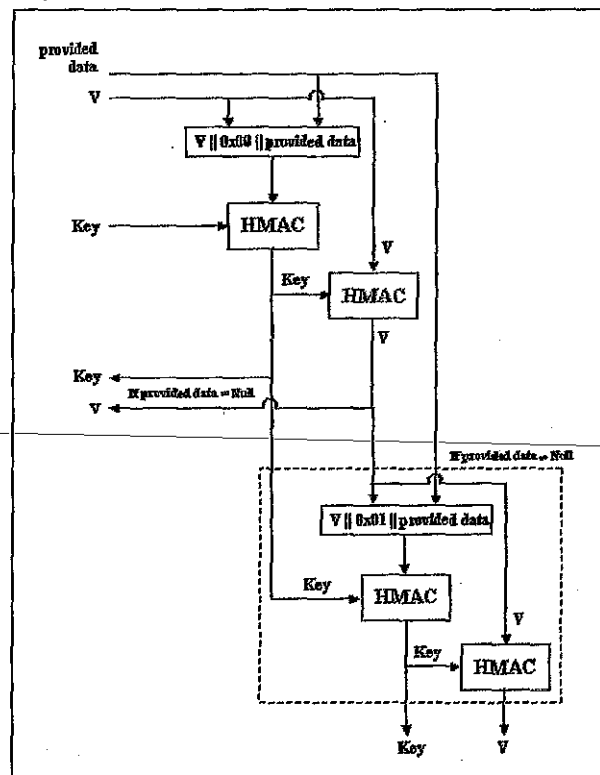 provided
data
V
V || 0x00 || provided data
Key
HMAC
V
Key
HMAC
V
Key
If provided data = Null
V
If provided data = Null
V || 0x01 || provided data
Key
HMAC
V
Key
HMAC
Key
V